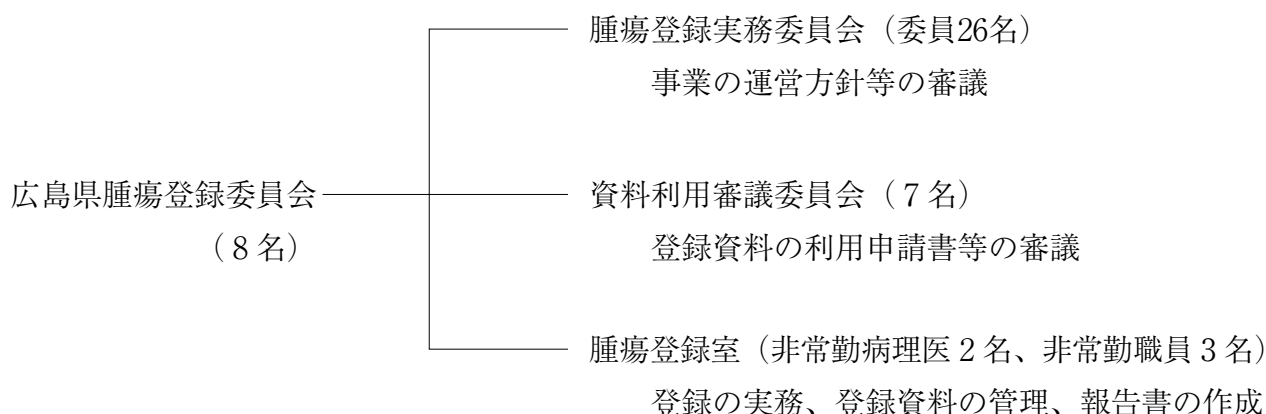 腫瘍登録実務委員会（委員26名）
事業の運営方針等の審議
広島県腫瘍登録委員会
（８名）
資料利用審議委員会（７名）
登録資料の利用申請書等の審議
腫瘍登録室（非常勤病理医２名、非常勤職員３名）
登録の実務、登録資料の管理、報告書の作成